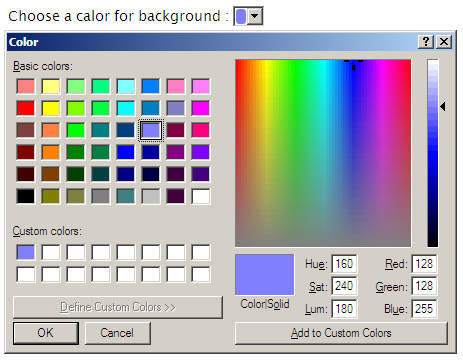 Choose a calor for background :
Color
? X
Basic colors:
Custom colors:
Define Custom Colors >>
OK Cancel
Color|Solid
Hue: 160 Red: 128
Sat: 240 Green: 128
Lum: 180 Blue: 255
Add to Custom Colors